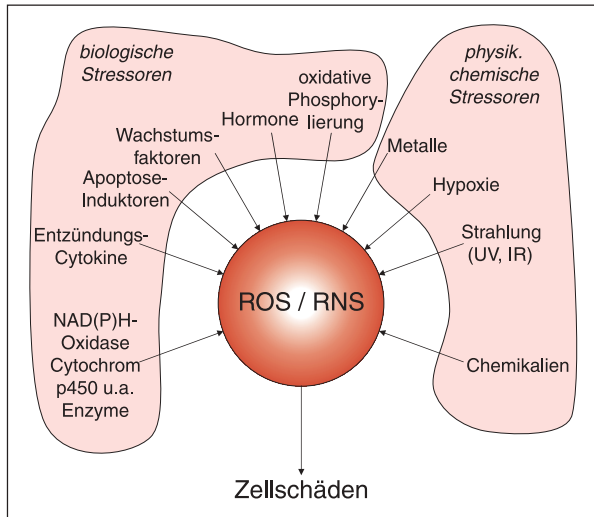 biologische
Stressoren
oxidative
Phosphory-
lierung
Hormone
Wachstums-
faktoren
Apoptose-
Induktoren
Entzündungs-
Cytokine
NAD(P)H-
Oxidase
Cytochrom
p450 u.a.
Enzyme
physik.
chemische
Stressoren
Metalle
Hypoxie
Strahlung
(UV, IR)
Chemikalien
ROS / RNS
Zellschäden